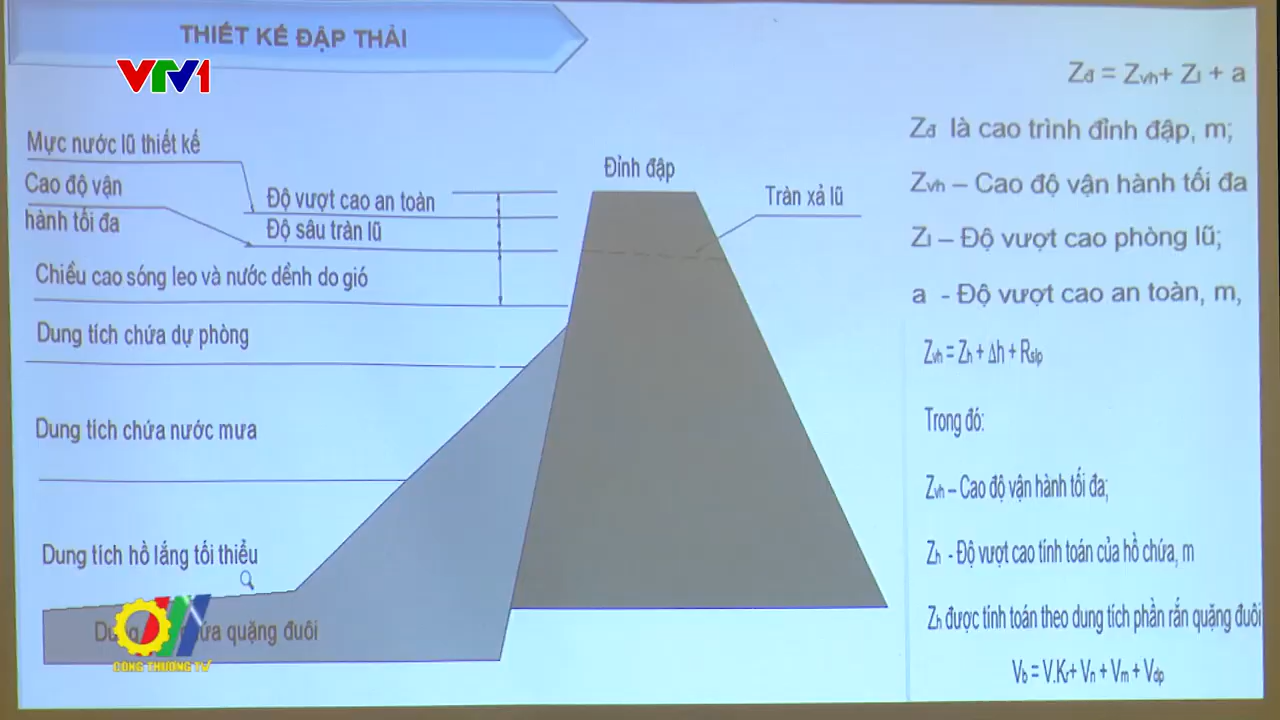 THIẾT KẾ ĐẬP THẢI
VTV1
Mực nước lũ thiết kế
Cao độ vận
hành tối đa
Độ vượt cao an toàn
Độ sâu tràn lũ
Chiều cao sóng leo và nước dềnh do gió
Dung tích chứa dự phòng
Dung tích chứa nước mưa
Dung tích hồ lắng tối thiểu
quặng đuôi
CÔNG THƯƠNG TV
Đỉnh đập
Tràn xả lũ
Zđ = Zvh+ Zl + a
Zđ là cao trình đỉnh đập, m;
Zvh – Cao độ vận hành tối đa
Zl – Độ vượt cao phòng lũ;
a - Độ vượt cao an toàn, m,
Zvh = Zh + Δh + Rslp
Trong đó:
Zvh – Cao độ vận hành tối đa;
Zh - Độ vượt cao tính toán của hồ chứa, m
Zh được tính toán theo dung tích phần rắn quặng đuôi
Vb = V.Kr+ Vn + Vm + Vdp